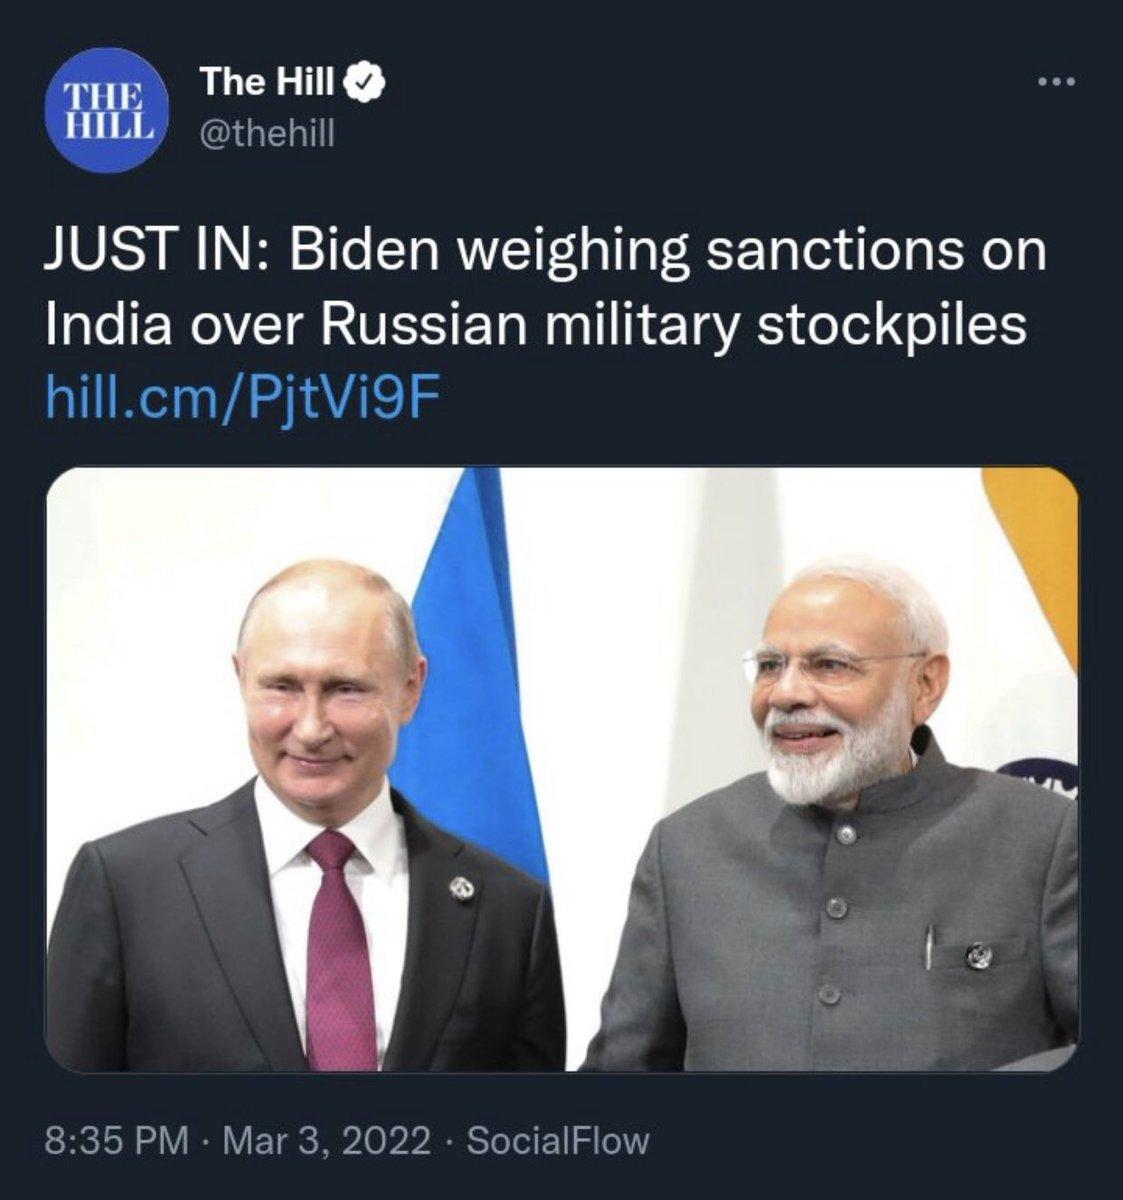 THE
HILL
The Hill
@thehill
JUST IN: Biden weighing sanctions on
India over Russian military stockpiles
hill.cm/PjtVi9F
8:35 PM · Mar 3, 2022 · SocialFlow